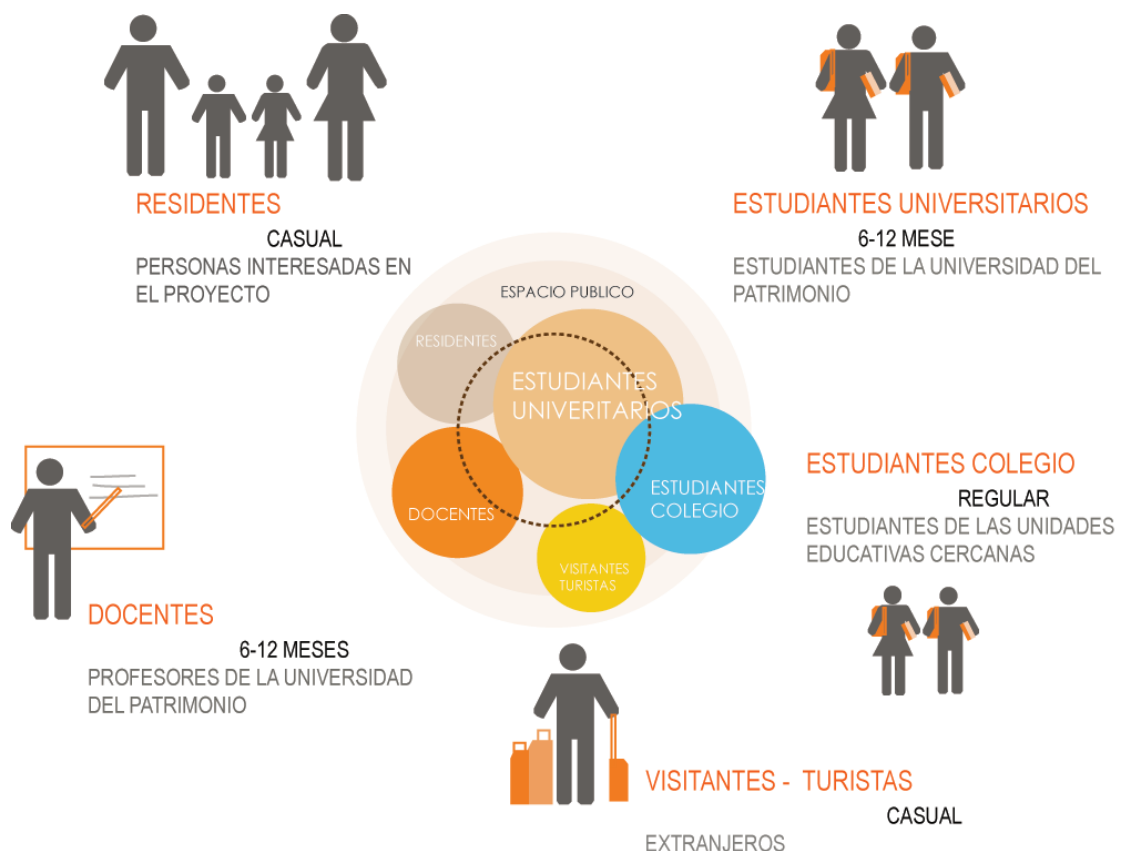 RESIDENTES
CASUAL
PERSONAS INTERESADAS EN
EL PROYECTO
ESTUDIANTES UNIVERSITARIOS
6-12 MESE
ESTUDIANTES DE LA UNIVERSIDAD DEL
PATRIMONIO
ESPACIO PUBLICO
RESIDENTES
ESTUDIANTES
UNIVERITARIOS
DOCENTES
ESTUDIANTES
COLEGIO
VISITANTES
TURISTAS
ESTUDIANTES COLEGIO
REGULAR
ESTUDIANTES DE LAS UNIDADES
EDUCATIVAS CERCANAS
DOCENTES
6-12 MESES
PROFESORES DE LA UNIVERSIDAD
DEL PATRIMONIO
VISITANTES - TURISTAS
CASUAL
EXTRANJEROS